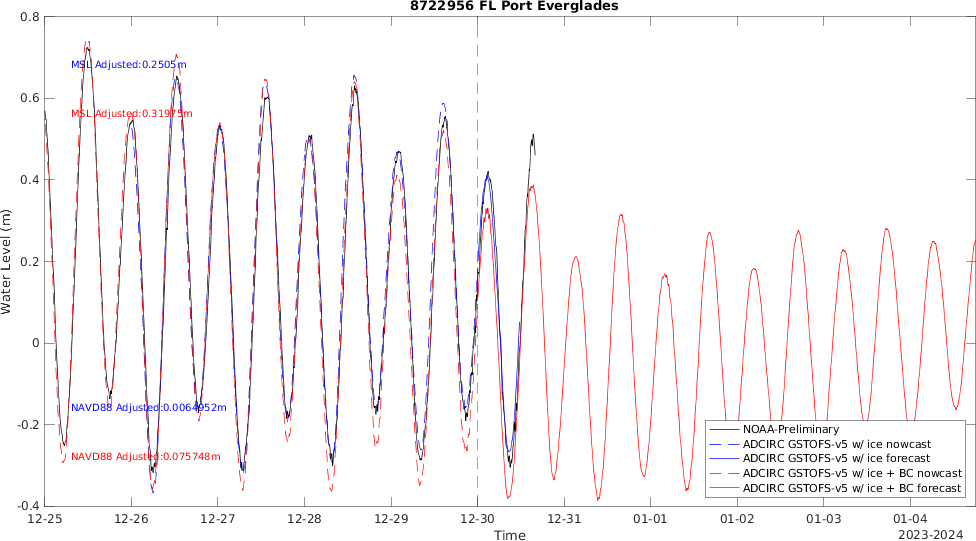 8722956 FL Port Everglades
0.8
MSL Adjusted:0.2505m
0.6
MSL Adjusted:0.31975m
0.4
0.2
Water Level (m)
0
NAVD88 Adjusted:0.0064952m
-0.2
NOAA-Preliminary
ADCIRC GSTOFS-v5 w/ ice nowcast
NAVD88 Adjusted:0.075748m
ADCIRC GSTOFS-v5 w/ ice forecast
ADCIRC GSTOFS-v5 w/ ice + BC nowcast
ADCIRC GSTOFS-v5 w/ ice + BC forecast
-0.4
12-25 12-26 12-27 12-28 12-29 12-30 12-31 01-01 01-02 01-03 01-04
Time
2023-2024